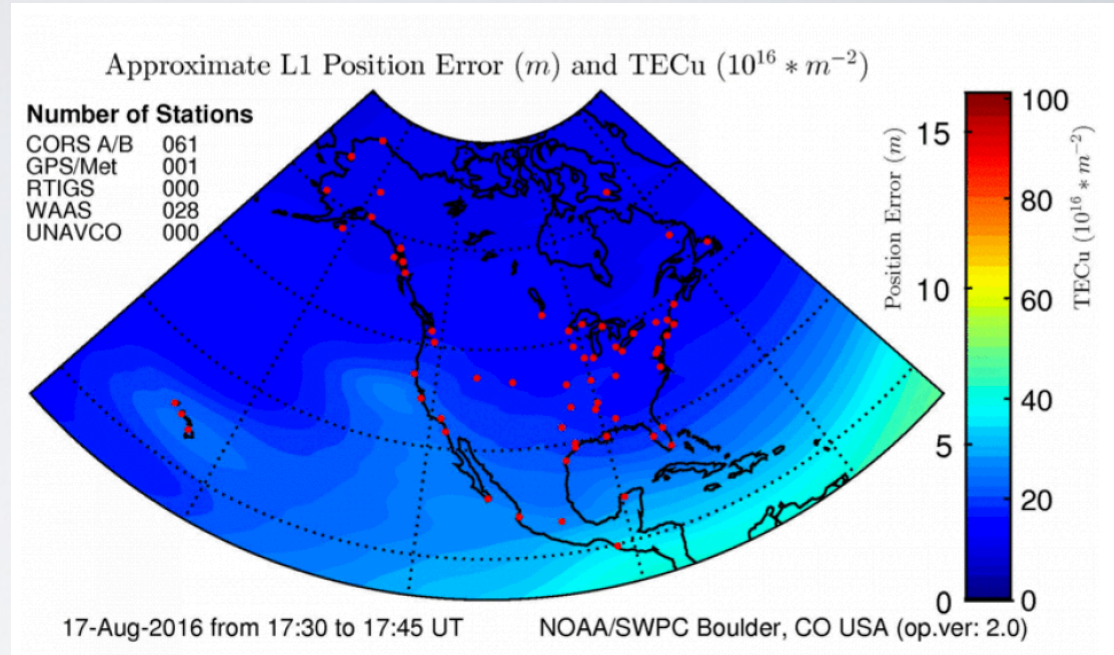 Approximate L1 Position Error (m) and TECu (10^16 * m^-2)
Number of Stations
CORS A/B 061
GPS/Met 001
RTIGS 000
WAAS 028
UNAVCO 000
Position Error (m)
15
10
5
0
100
80
60
40
20
0
TECu (10^16 * m^-2)
17-Aug-2016 from 17:30 to 17:45 UT
NOAA/SWPC Boulder, CO USA (op.ver: 2.0)